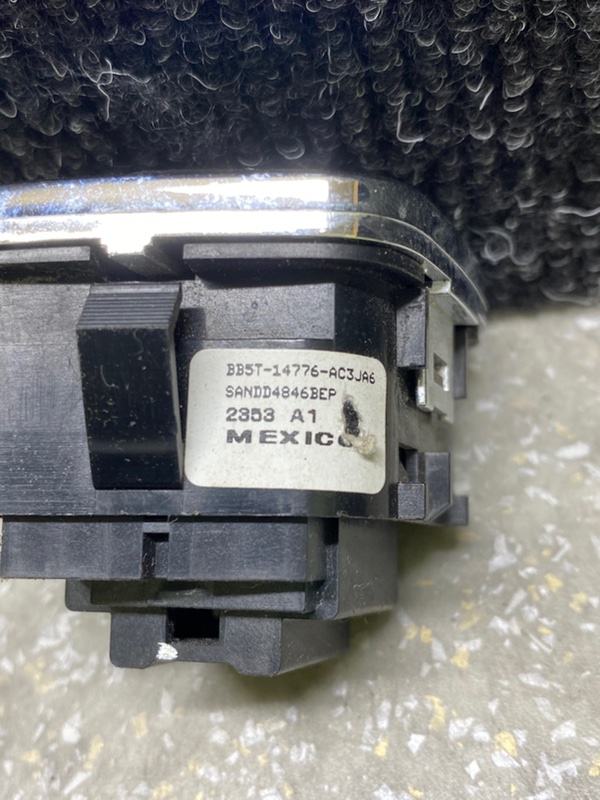 BB5T-14776-AC3JA6
SANDD4846BEP
2353 A1
MEXICO